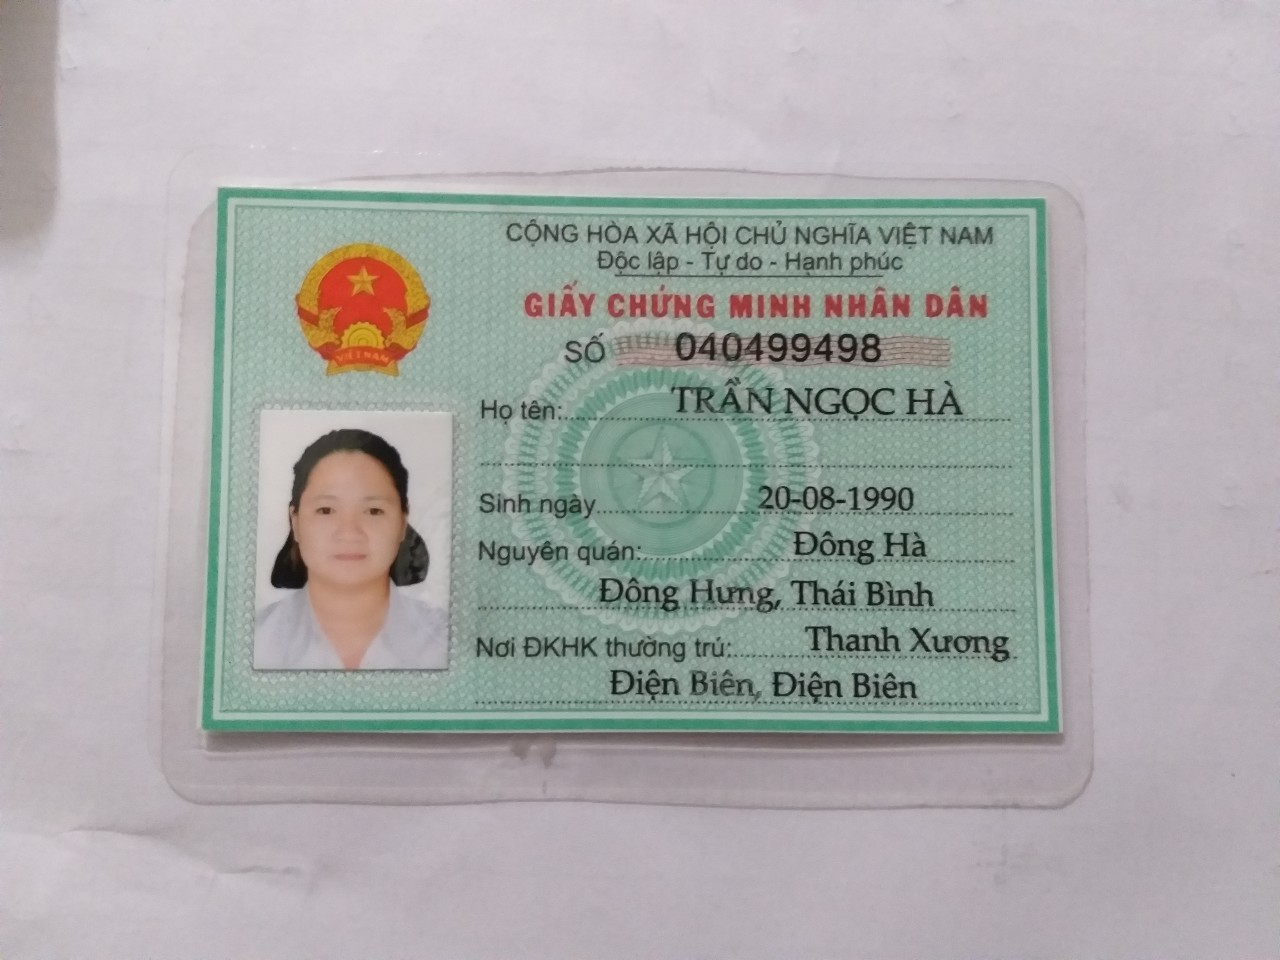 CỘNG HÒA XÃ HỘI CHỦ NGHĨA VIỆT NAM
Độc lập - Tự do - Hạnh phúc
GIẤY CHỨNG MINH NHÂN DÂN
SỐ 040499498
Họ tên: TRẦN NGỌC HÀ
Sinh ngày 20-08-1990
Nguyên quán: Đông Hà
Đông Hưng, Thái Bình
Nơi ĐKHK thường trú: Thanh Xương
Điện Biên, Điện Biên
VIỆT NAM